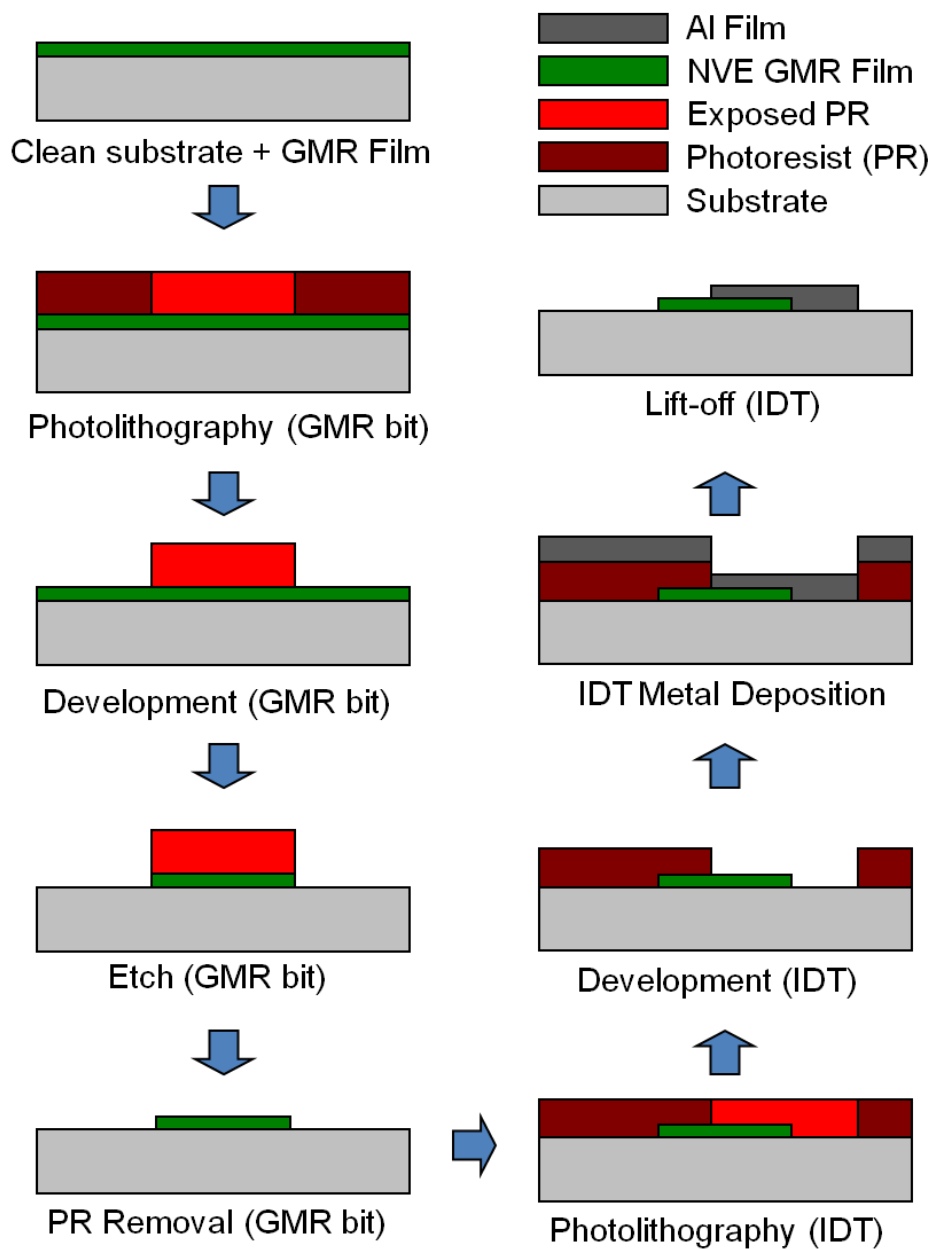 Al Film
NVE GMR Film
Exposed PR
Photoresist (PR)
Substrate
Clean substrate + GMR Film
Photolithography (GMR bit)
Development (GMR bit)
Etch (GMR bit)
PR Removal (GMR bit)
Photolithography (IDT)
Development (IDT)
IDT Metal Deposition
Lift-off (IDT)